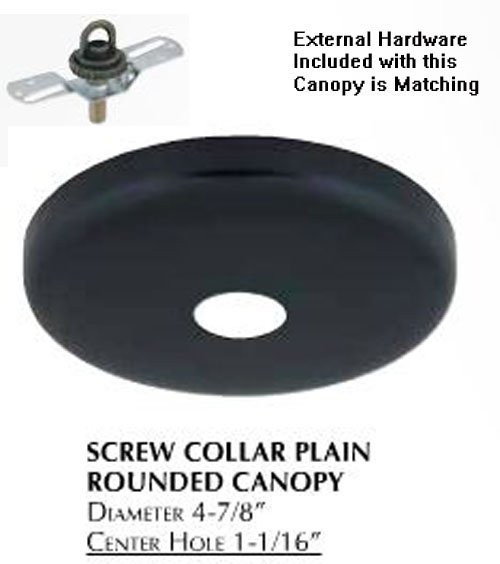 External Hardware
Included with this
Canopy is Matching
SCREW COLLAR PLAIN
ROUNDED CANOPY
DIAMETER 4-7/8"
CENTER HOLE 1-1/16"